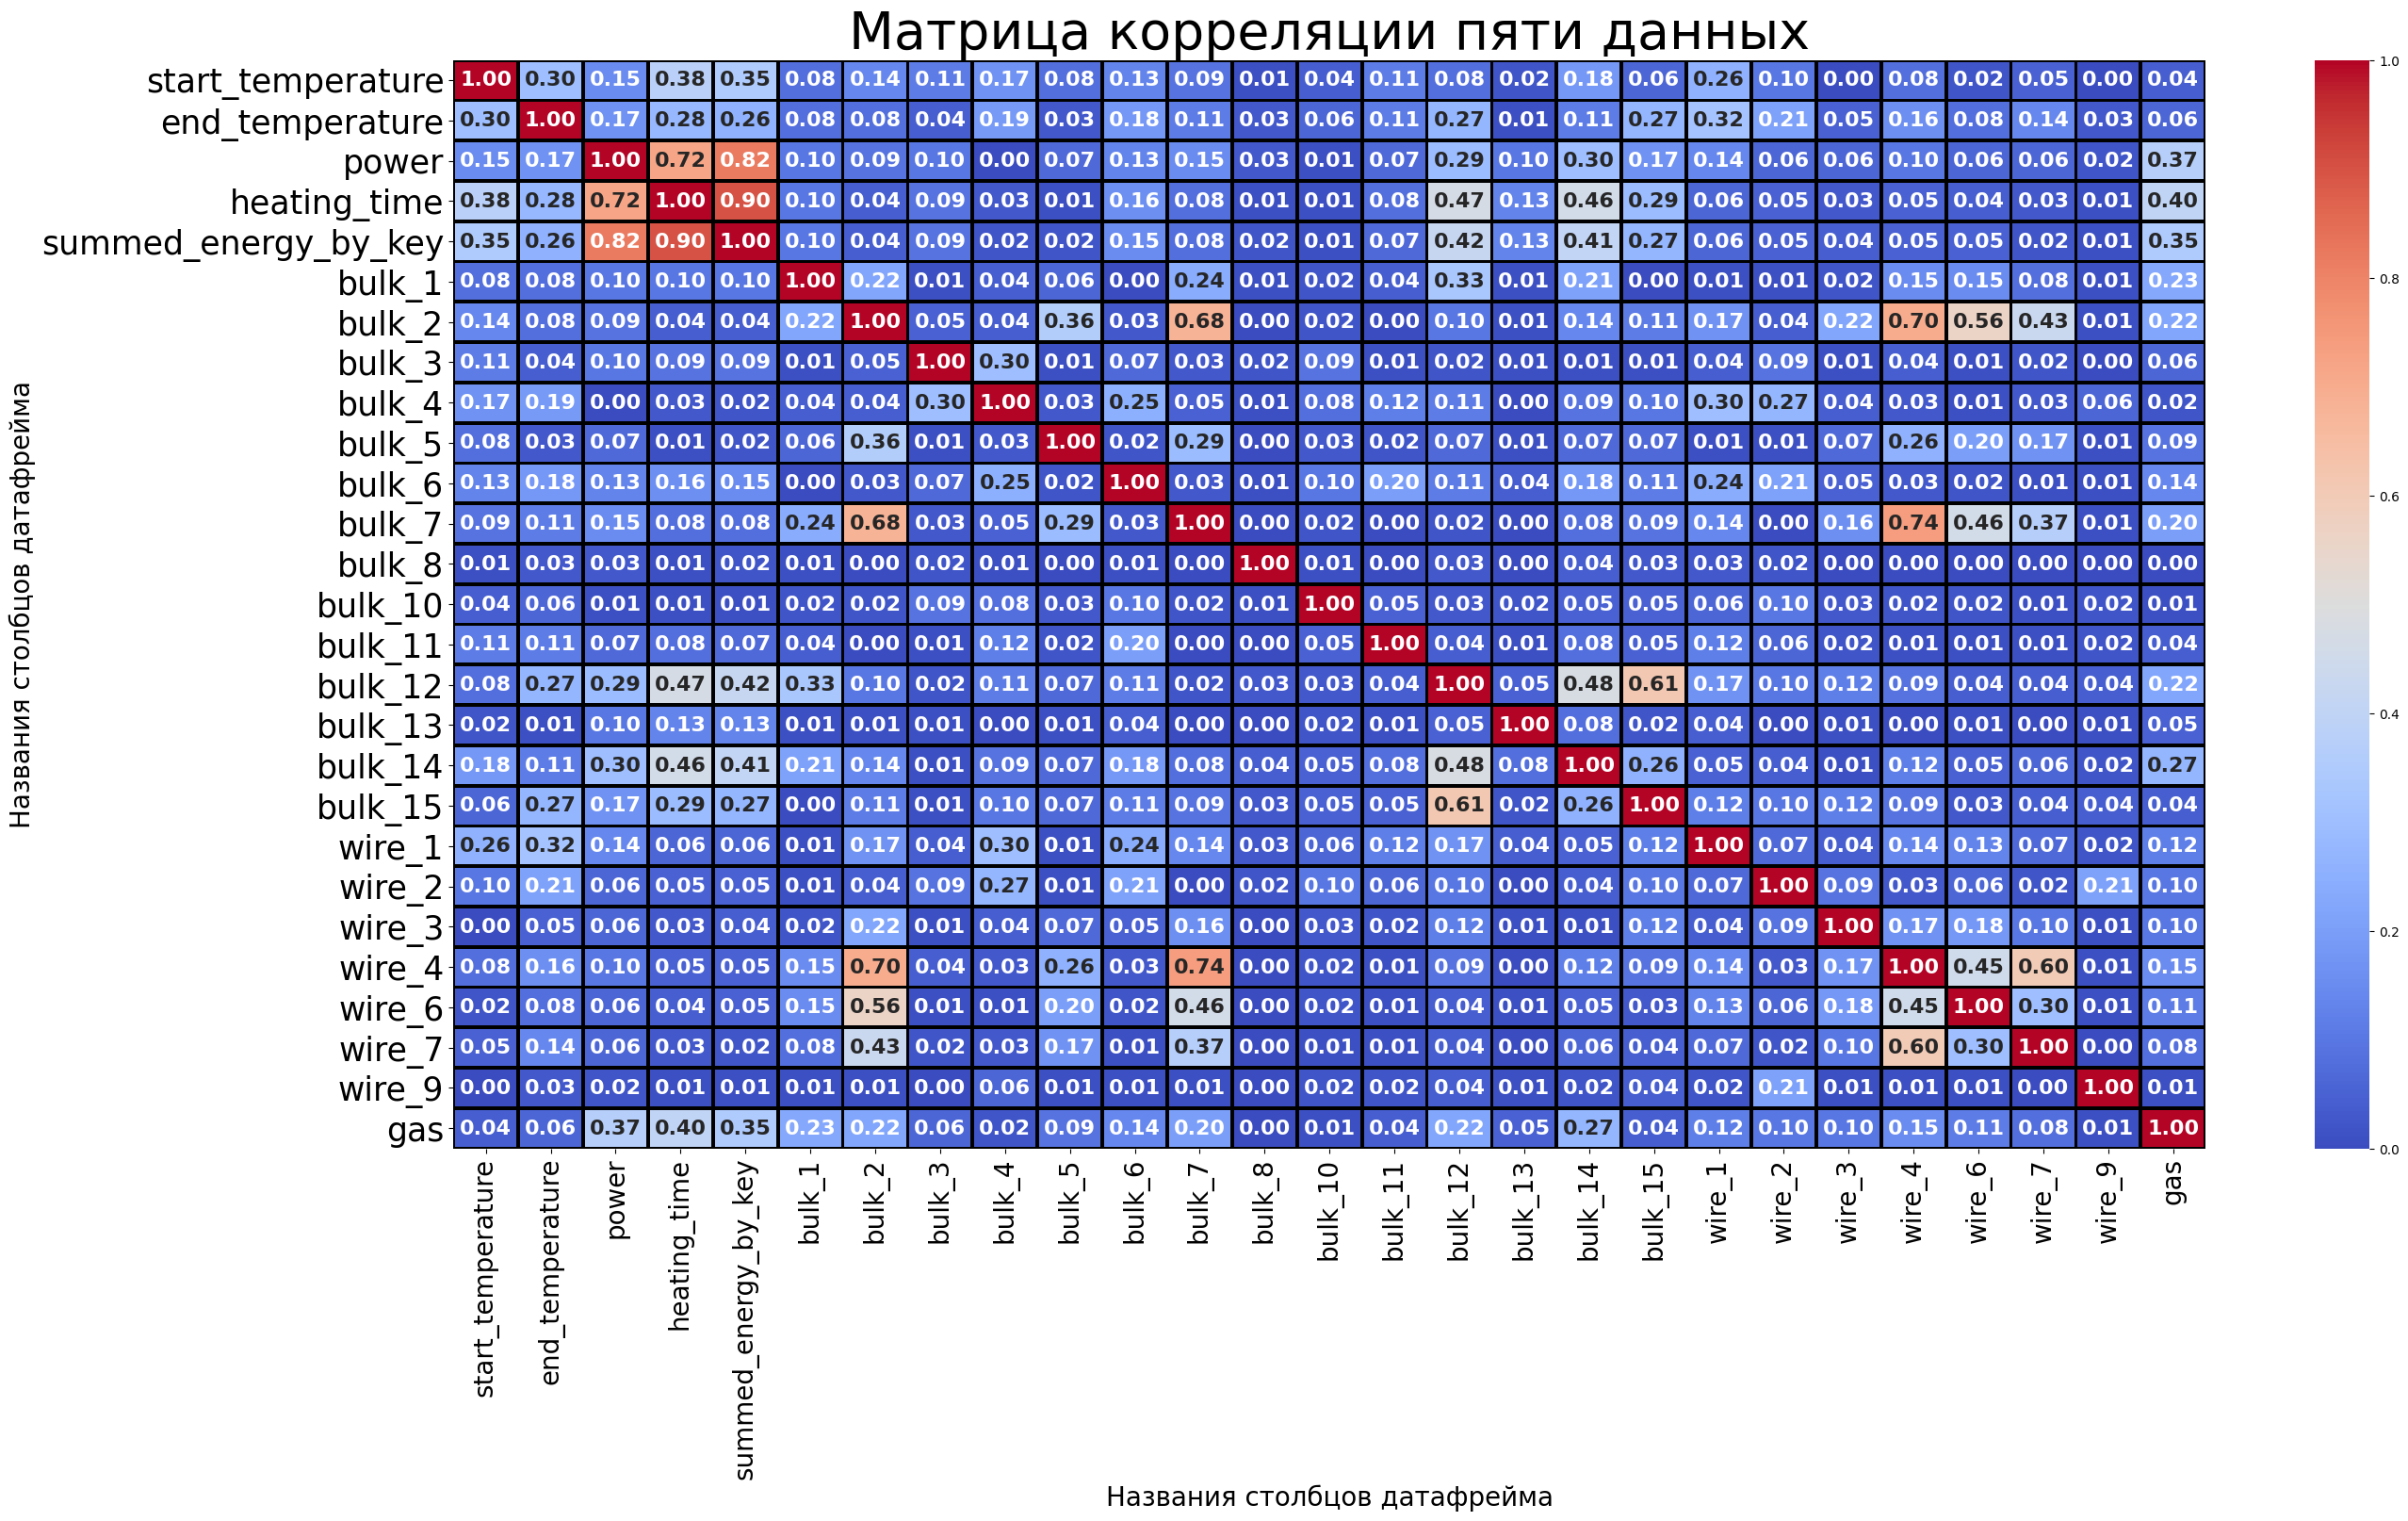 Матрица корреляции пяти данных
Названия столбцов датафрейма
start_temperature 1.00 0.30 0.15 0.38 0.35 0.08 0.14 0.11 0.17 0.08 0.13 0.09 0.01 0.04 0.11 0.08 0.02 0.18 0.06 0.26 0.10 0.00 0.08 0.02 0.05 0.00 0.04
end_temperature 0.30 1.00 0.17 0.28 0.26 0.08 0.08 0.04 0.19 0.03 0.18 0.11 0.03 0.06 0.11 0.27 0.01 0.11 0.27 0.32 0.21 0.05 0.16 0.08 0.14 0.03 0.06
power 0.15 0.17 1.00 0.72 0.82 0.10 0.09 0.10 0.00 0.07 0.13 0.15 0.03 0.01 0.07 0.29 0.10 0.30 0.17 0.14 0.06 0.06 0.10 0.06 0.06 0.02 0.37
heating_time 0.38 0.28 0.72 1.00 0.90 0.10 0.04 0.09 0.03 0.01 0.16 0.08 0.01 0.01 0.08 0.47 0.13 0.46 0.29 0.06 0.05 0.03 0.05 0.04 0.03 0.01 0.40
summed_energy_by_key 0.35 0.26 0.82 0.90 1.00 0.10 0.04 0.09 0.02 0.02 0.15 0.08 0.02 0.01 0.07 0.42 0.13 0.41 0.27 0.06 0.05 0.04 0.05 0.05 0.02 0.01 0.35
bulk_1 0.08 0.08 0.10 0.10 0.10 1.00 0.22 0.01 0.04 0.06 0.00 0.24 0.01 0.02 0.04 0.33 0.01 0.21 0.00 0.01 0.01 0.02 0.15 0.15 0.08 0.01 0.23
bulk_2 0.14 0.08 0.09 0.04 0.04 0.22 1.00 0.05 0.04 0.36 0.03 0.68 0.00 0.02 0.00 0.10 0.01 0.14 0.11 0.17 0.04 0.22 0.70 0.56 0.43 0.01 0.22
bulk_3 0.11 0.04 0.10 0.09 0.09 0.01 0.05 1.00 0.30 0.01 0.07 0.03 0.02 0.09 0.01 0.02 0.01 0.01 0.01 0.04 0.09 0.01 0.04 0.01 0.02 0.00 0.06
bulk_4 0.17 0.19 0.00 0.03 0.02 0.04 0.04 0.30 1.00 0.03 0.25 0.05 0.01 0.08 0.12 0.11 0.00 0.09 0.10 0.30 0.27 0.04 0.03 0.01 0.03 0.06 0.02
bulk_5 0.08 0.03 0.07 0.01 0.02 0.06 0.36 0.01 0.03 1.00 0.02 0.29 0.00 0.03 0.02 0.07 0.01 0.07 0.07 0.01 0.01 0.07 0.26 0.20 0.17 0.01 0.09
bulk_6 0.13 0.18 0.13 0.16 0.15 0.00 0.03 0.07 0.25 0.02 1.00 0.03 0.01 0.10 0.20 0.11 0.04 0.18 0.11 0.24 0.21 0.05 0.03 0.02 0.01 0.01 0.14
bulk_7 0.09 0.11 0.15 0.08 0.08 0.24 0.68 0.03 0.05 0.29 0.03 1.00 0.00 0.02 0.00 0.02 0.00 0.08 0.09 0.14 0.00 0.16 0.74 0.46 0.37 0.01 0.20
bulk_8 0.01 0.03 0.03 0.01 0.02 0.01 0.00 0.02 0.01 0.00 0.01 0.00 1.00 0.01 0.00 0.03 0.00 0.04 0.03 0.03 0.02 0.00 0.00 0.00 0.00 0.00 0.00
bulk_10 0.04 0.06 0.01 0.01 0.01 0.02 0.02 0.09 0.08 0.03 0.10 0.02 0.01 1.00 0.05 0.03 0.02 0.05 0.05 0.06 0.10 0.03 0.02 0.02 0.01 0.02 0.01
bulk_11 0.11 0.11 0.07 0.08 0.07 0.04 0.00 0.01 0.12 0.02 0.20 0.00 0.00 0.05 1.00 0.04 0.01 0.08 0.05 0.12 0.06 0.02 0.01 0.01 0.01 0.02 0.04
bulk_12 0.08 0.27 0.29 0.47 0.42 0.33 0.10 0.02 0.11 0.07 0.11 0.02 0.03 0.03 0.04 1.00 0.05 0.48 0.61 0.17 0.10 0.12 0.09 0.04 0.04 0.04 0.22
bulk_13 0.02 0.01 0.10 0.13 0.13 0.01 0.01 0.01 0.00 0.01 0.04 0.00 0.00 0.02 0.01 0.05 1.00 0.08 0.02 0.04 0.00 0.01 0.00 0.01 0.00 0.01 0.05
bulk_14 0.18 0.11 0.30 0.46 0.41 0.21 0.14 0.01 0.09 0.07 0.18 0.08 0.04 0.05 0.08 0.48 0.08 1.00 0.26 0.05 0.04 0.01 0.12 0.05 0.06 0.02 0.27
bulk_15 0.06 0.27 0.17 0.29 0.27 0.00 0.11 0.01 0.10 0.07 0.11 0.09 0.03 0.05 0.05 0.61 0.02 0.26 1.00 0.12 0.10 0.12 0.09 0.03 0.04 0.04 0.04
wire_1 0.26 0.32 0.14 0.06 0.06 0.01 0.17 0.04 0.30 0.01 0.24 0.14 0.03 0.06 0.12 0.17 0.04 0.05 0.12 1.00 0.07 0.04 0.14 0.13 0.07 0.02 0.12
wire_2 0.10 0.21 0.06 0.05 0.05 0.01 0.04 0.09 0.27 0.01 0.21 0.00 0.02 0.10 0.06 0.10 0.00 0.04 0.10 0.07 1.00 0.09 0.03 0.06 0.02 0.21 0.10
wire_3 0.00 0.05 0.06 0.03 0.04 0.02 0.22 0.01 0.04 0.07 0.05 0.16 0.00 0.03 0.02 0.12 0.01 0.01 0.12 0.04 0.09 1.00 0.17 0.18 0.10 0.01 0.10
wire_4 0.08 0.16 0.10 0.05 0.05 0.15 0.70 0.04 0.03 0.26 0.03 0.74 0.00 0.02 0.01 0.09 0.00 0.12 0.09 0.14 0.03 0.17 1.00 0.45 0.60 0.01 0.15
wire_6 0.02 0.08 0.06 0.04 0.05 0.15 0.56 0.01 0.01 0.20 0.02 0.46 0.00 0.02 0.01 0.04 0.01 0.05 0.03 0.13 0.06 0.18 0.45 1.00 0.30 0.01 0.11
wire_7 0.05 0.14 0.06 0.03 0.02 0.08 0.43 0.02 0.03 0.17 0.01 0.37 0.00 0.01 0.01 0.04 0.00 0.06 0.04 0.07 0.02 0.10 0.60 0.30 1.00 0.00 0.08
wire_9 0.00 0.03 0.02 0.01 0.01 0.01 0.01 0.00 0.06 0.01 0.01 0.01 0.00 0.02 0.02 0.04 0.01 0.02 0.04 0.02 0.21 0.01 0.01 0.01 0.00 1.00 0.01
gas 0.04 0.06 0.37 0.40 0.35 0.23 0.22 0.06 0.02 0.09 0.14 0.20 0.00 0.01 0.04 0.22 0.05 0.27 0.04 0.12 0.10 0.10 0.15 0.11 0.08 0.01 1.00
start_temperature end_temperature power heating_time summed_energy_by_key bulk_1 bulk_2 bulk_3 bulk_4 bulk_5 bulk_6 bulk_7 bulk_8 bulk_10 bulk_11 bulk_12 bulk_13 bulk_14 bulk_15 wire_1 wire_2 wire_3 wire_4 wire_6 wire_7 wire_9 gas
Названия столбцов датафрейма
1.0
0.8
0.6
0.4
0.2
0.0